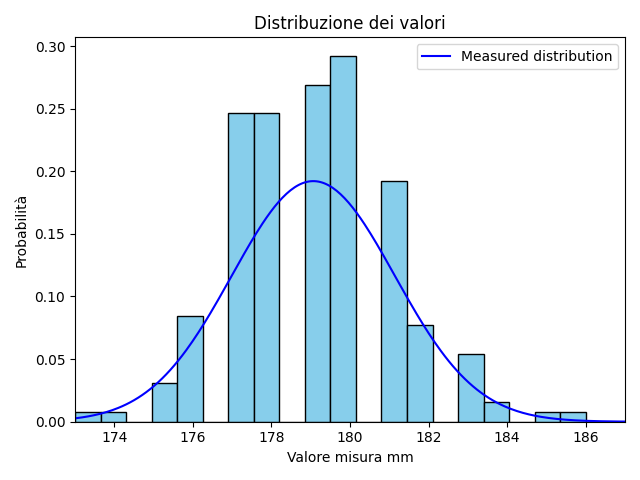 Distribuzione dei valori
Measured distribution
0.30
0.25
0.20
0.15
0.10
0.05
0.00
Probabilità
174 176 178 180 182 184 186
Valore misura mm